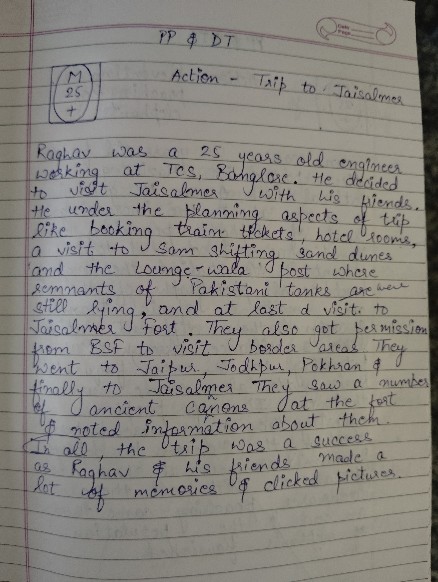 PP & DT
Date
Page
M
25
+
Action - Trip to Jaisalmer
Raghav was a 25 years old engineer
working at TCS, Banglore. He decided
to visit Jaisalmer with his friends.
He under the planning aspects of trip
like booking train tickets, hotel rooms,
a visit to Sam shifting sand dunes
and the Lounge-wala post where
remnants of Pakistani tanks are were
still lying, and at last a visit to
Jaisalmer Fort. They also got permission
from BSF to visit border areas They
went to Jaipur, Jodhpur, Pokhran &
finally to Jaisalmer They saw a number
of ancient canons at the fort
& noted information about them.
In all, the trip was a success
as Raghav & his friends made a
lot of memories & clicked pictures.